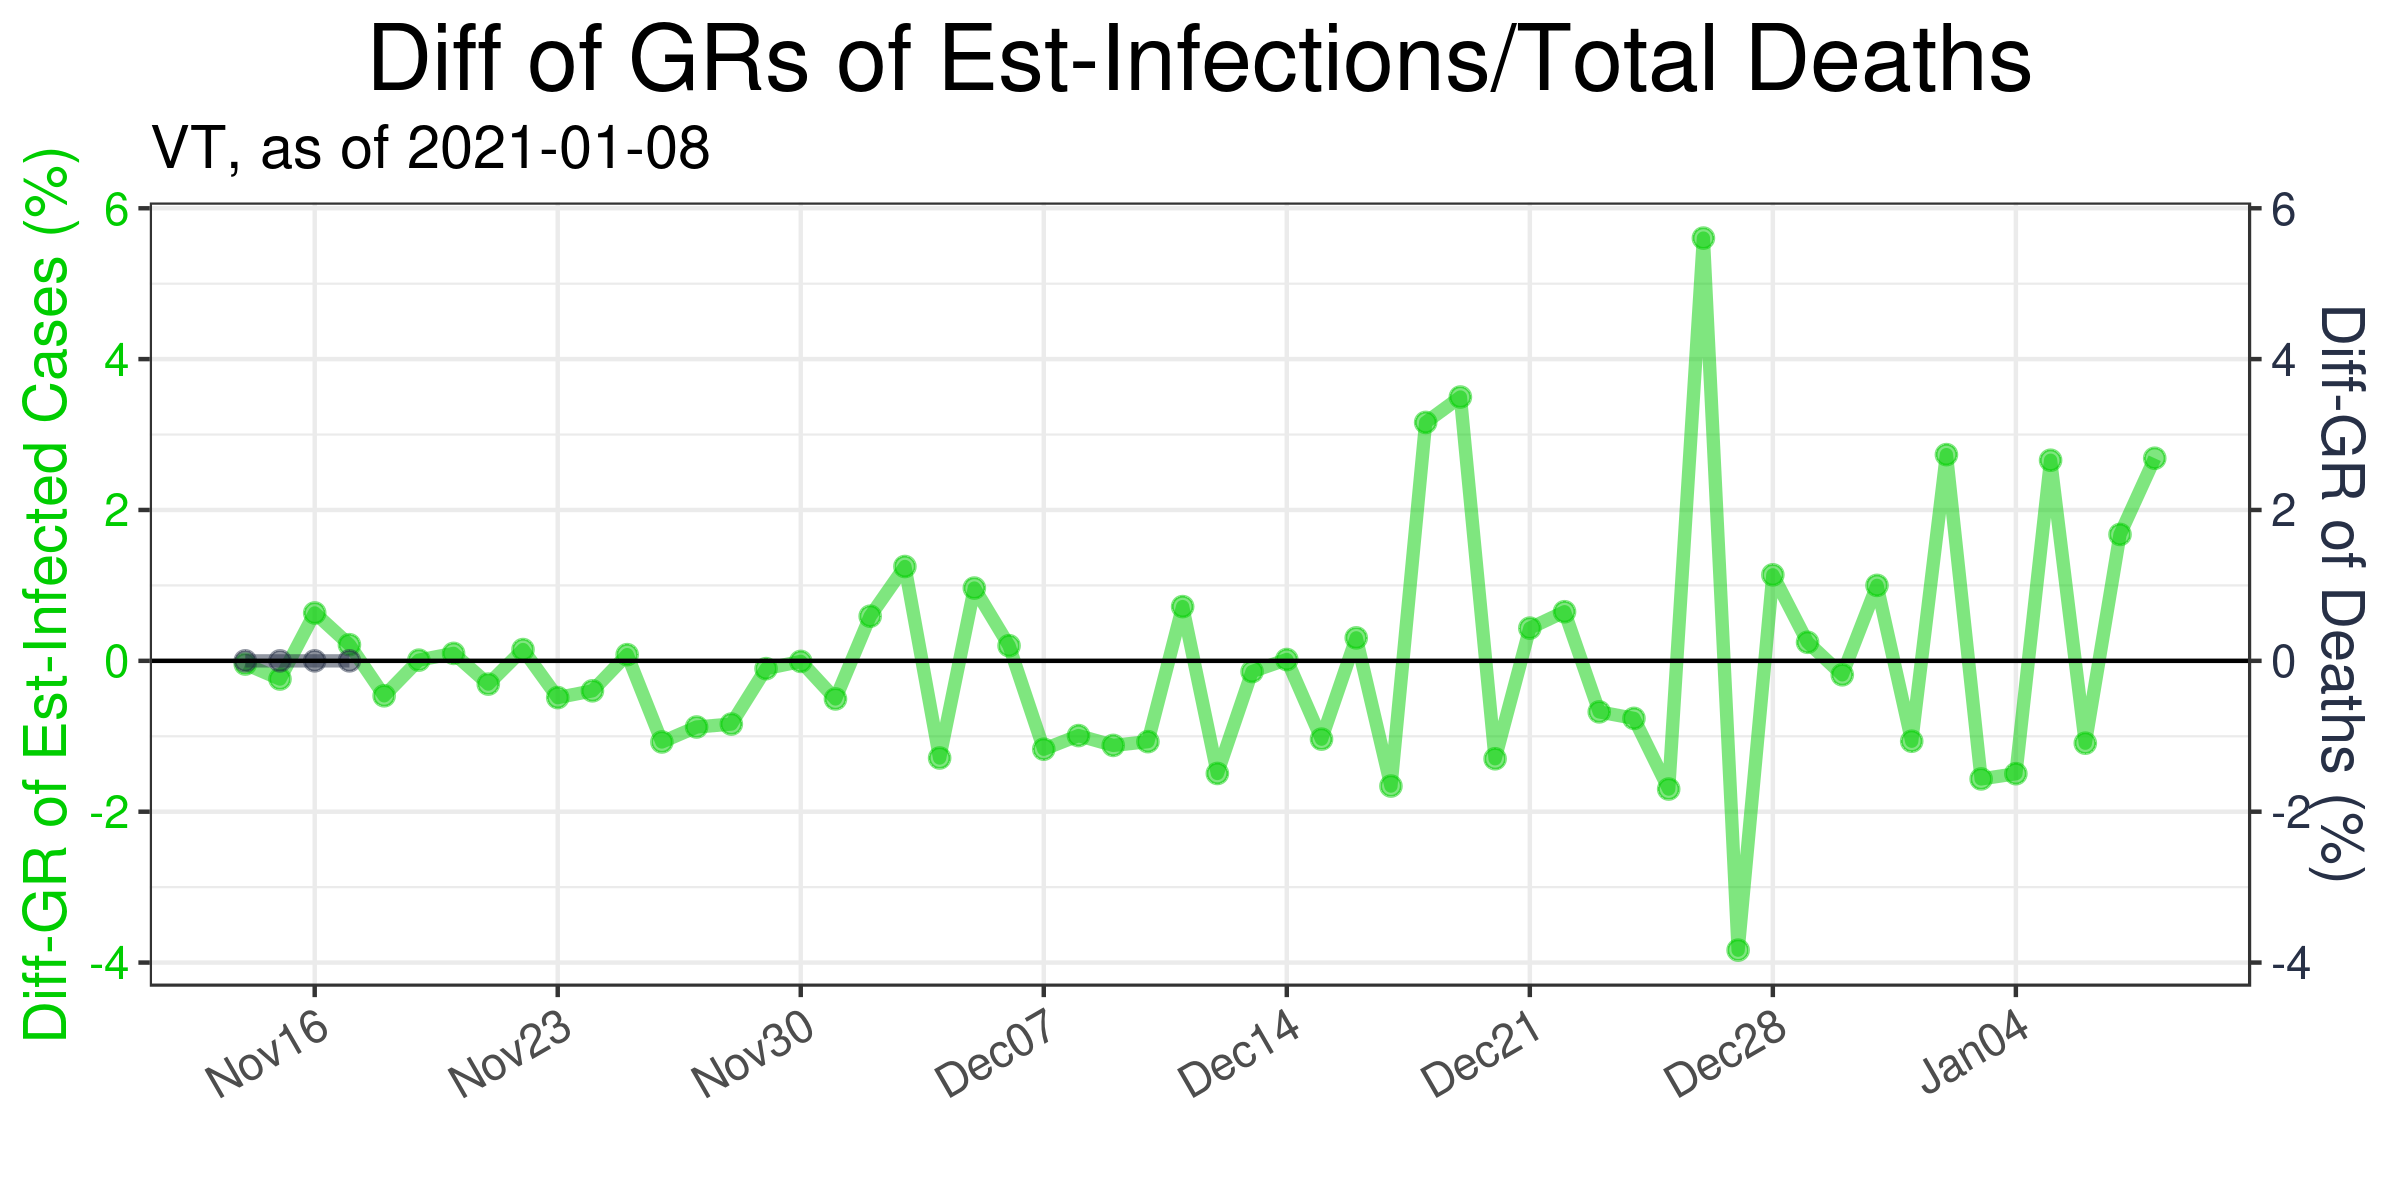 Diff of GRs of Est-Infections/Total Deaths
VT, as of 2021-01-08
Diff-GR of Est-Infected Cases (%)
6
4
2
0
-2
-4
6
4
2
0
-2
-4
Diff-GR of Deaths (%)
Nov16
Nov23
Nov30
Dec07
Dec14
Dec21
Dec28
Jan04